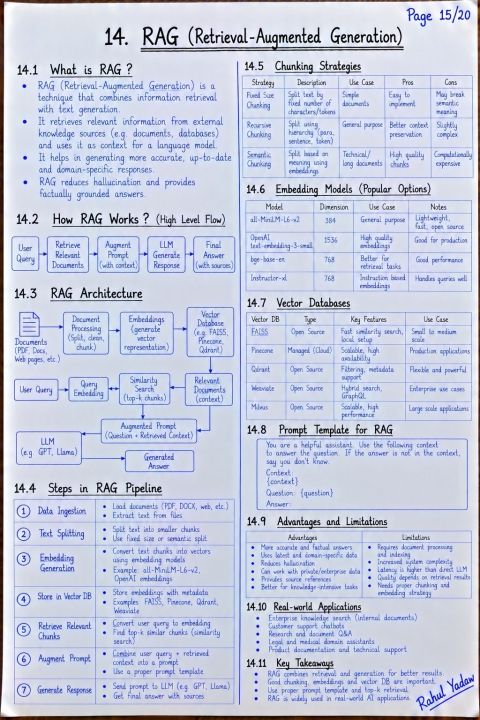 Page 15/20
14. RAG (Retrieval-Augmented Generation)
14.1 What is RAG ?
• RAG (Retrieval-Augmented Generation) is a
technique that combines information retrieval
with text generation.
• It retrieves relevant information from external
knowledge sources (e.g. documents, databases)
and uses it as context for a language model.
• It helps in generating more accurate, up-to-date
and domain-specific responses.
• RAG reduces hallucination and provides
factually grounded answers.
14.2 How RAG Works ? (High Level Flow)
User Query
Retrieve Relevant Documents
Augment Prompt (with context)
LLM Generate Response
Final Answer (with sources)
14.3 RAG Architecture
Documents (PDF, Docs, Web pages, etc.)
Document Processing (Split, clean, chunk)
Embeddings (generate vector representation)
Vector Database (e.g. FAISS, Pinecone, Qdrant)
User Query
Query Embedding
Similarity Search (top-k chunks)
Relevant Documents (context)
Augmented Prompt
(Question + Retrieved Context)
LLM
(e.g. GPT, Llama)
Generated Answer
14.4 Steps in RAG Pipeline
1 Data Ingestion
• Load documents (PDF, DOCX, web, etc.)
• Extract text from files
2 Text Splitting
• Split text into smaller chunks
• Use fixed size or semantic split
3 Embedding Generation
• Convert text chunks into vectors
using embedding models
• Example: all-MiniLM-L6-v2,
OpenAI embeddings
4 Store in Vector DB
• Store embeddings with metadata
• Examples: FAISS, Pinecone, Qdrant,
Weaviate
5 Retrieve Relevant Chunks
• Convert user query to embedding
• Find top-k similar chunks (similarity
search)
6 Augment Prompt
• Combine user query + retrieved
context into a prompt
• Use a proper prompt template
7 Generate Response
• Send prompt to LLM (e.g. GPT, Llama)
• Get final answer with sources
14.5 Chunking Strategies
Strategy Description Use Case Pros Cons
Fixed Size Chunking Split text by fixed number of characters/tokens Simple documents Easy to implement May break semantic meaning
Recursive Chunking Split using hierarchy (para, sentence, token) General purpose Better context preservation Slightly complex
Semantic Chunking Split based on meaning using embeddings Technical/ long documents High quality chunks Computationally expensive
14.6 Embedding Models (Popular Options)
Model Dimension Use Case Notes
all-MiniLM-L6-v2 384 General purpose Lightweight, fast, open source
OpenAI text-embedding-3-small 1536 High quality embeddings Good for production
bge-base-en 768 Better for retrieval tasks Good performance
Instructor-xl 768 Instruction based embeddings Handles queries well
14.7 Vector Databases
Vector DB Type Key Features Use Case
FAISS Open Source Fast similarity search, local setup Small to medium scale
Pinecone Managed (Cloud) Scalable, high availability Production applications
Qdrant Open Source Filtering, metadata support Flexible and powerful
Weaviate Open Source Hybrid search, GraphQL Enterprise use cases
Milvus Open Source Scalable, high performance Large scale applications
14.8 Prompt Template for RAG
You are a helpful assistant. Use the following context
to answer the question. If the answer is not in the context,
say you don't know.
Context:
{context}
Question: {question}
Answer:
14.9 Advantages and Limitations
Advantages
• More accurate and factual answers
• Uses latent and domain-specific data
• Reduces hallucination
• Can work with private/enterprise data
• Provides source references
• Better for knowledge-intensive tasks
Limitations
• Requires document processing
and indexing
• Increased system complexity
• Latency is higher than direct LLM
• Quality depends on retrieval results
• Needs proper chunking and
embedding strategy
14.10 Real-world Applications
• Enterprise knowledge search (internal documents)
• Customer support chatbots
• Research and document Q&A
• Legal and medical domain assistants
• Product documentation and technical support
14.11 Key Takeaways
• RAG combines retrieval and generation for better results.
• Good chunking, embeddings and vector DB are important.
• Use proper prompt template and top-k retrieval.
• RAG is widely used in real-world AI applications.
Rahul Yadav